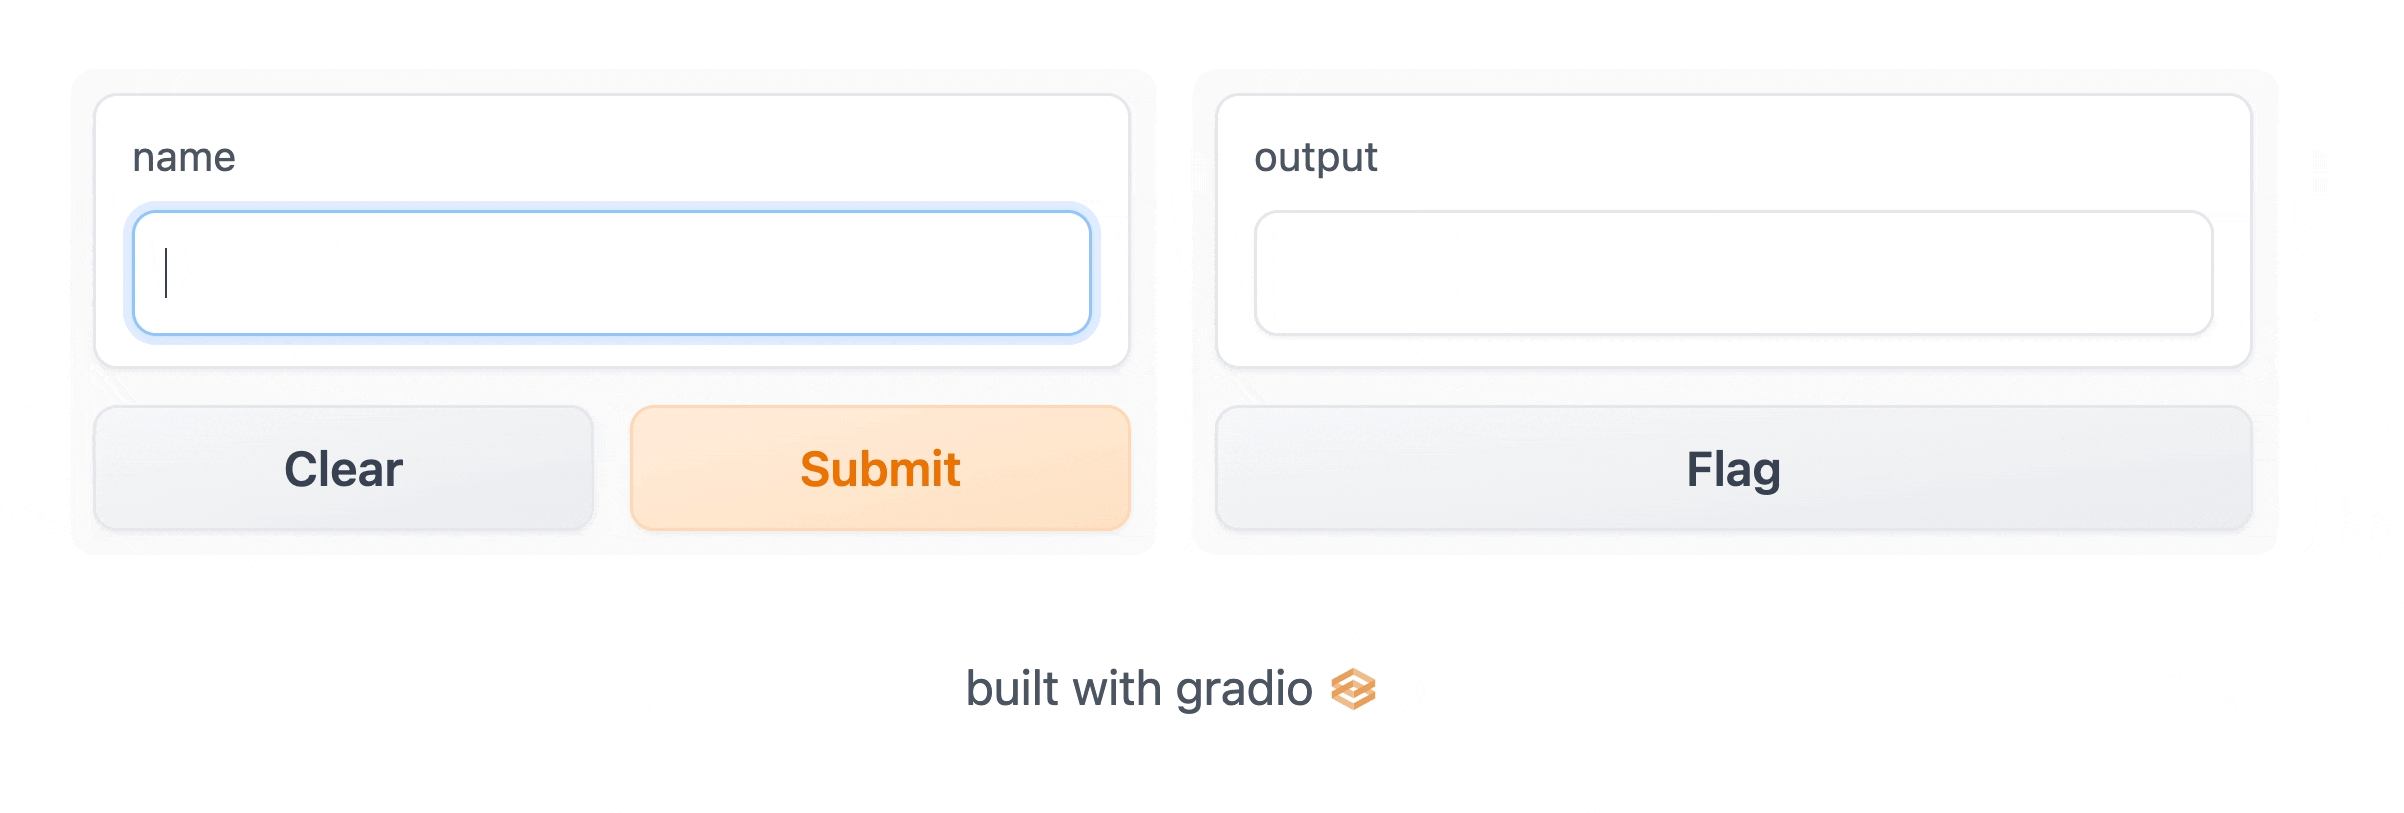 name
output
Clear
Submit
Flag
built with gradio